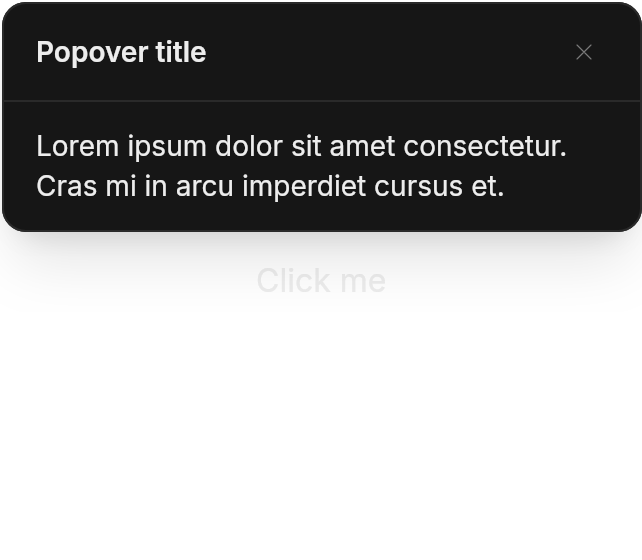 Popover title
Lorem ipsum dolor sit amet consectetur.
Cras mi in arcu imperdiet cursus et.
Click me